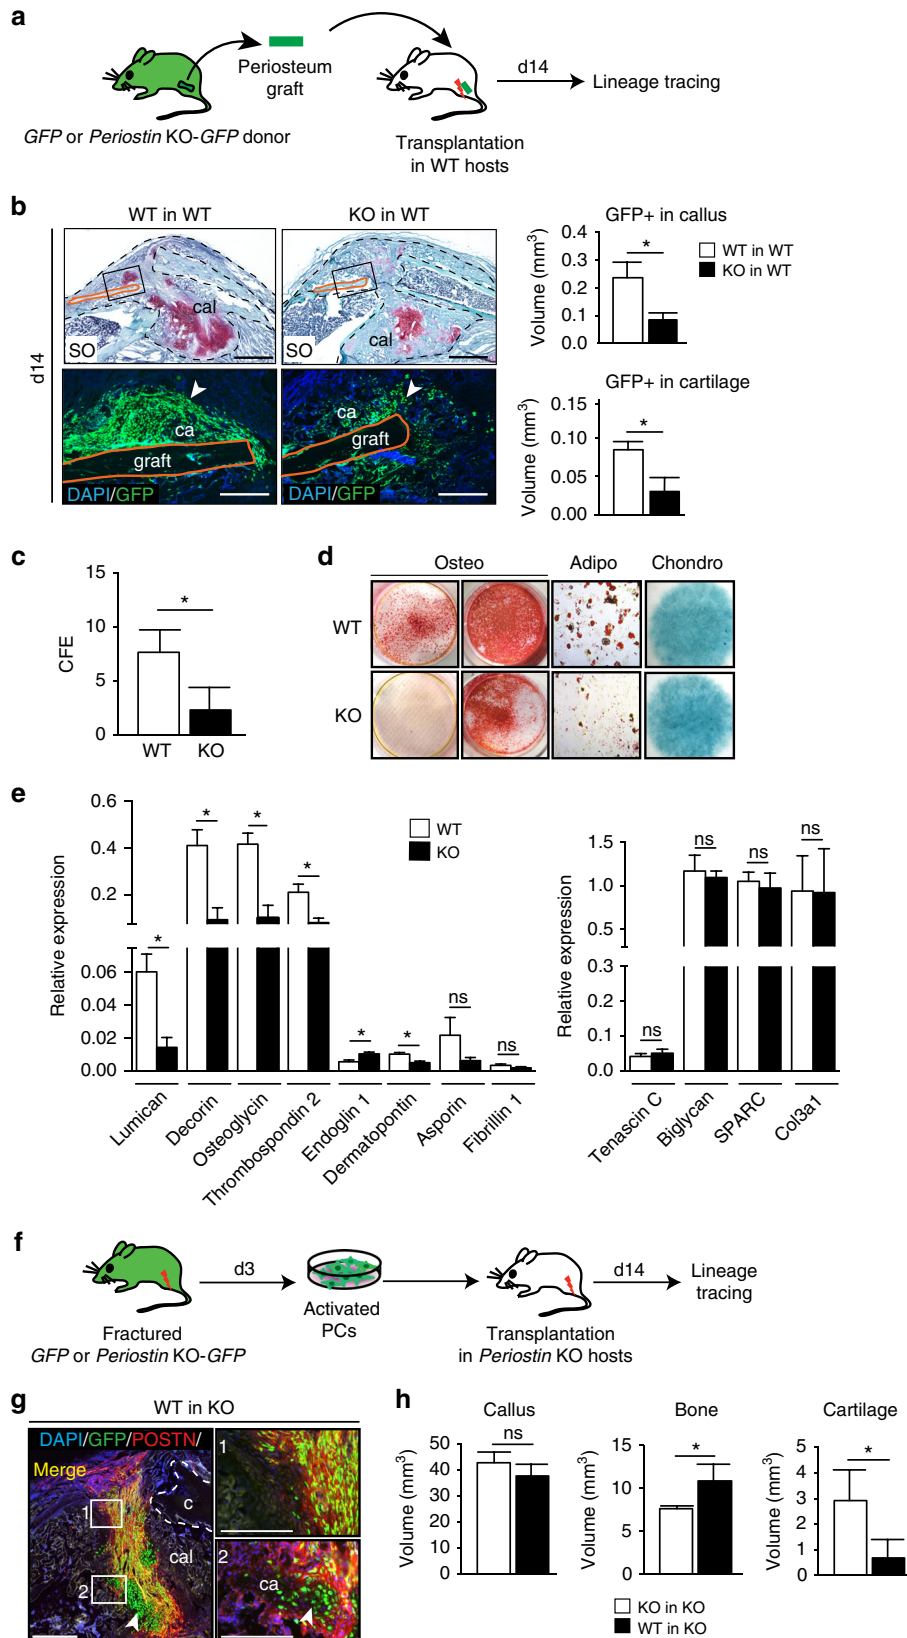 a
Periosteum
graft
GFP or Periostin KO-GFP donor
d14
Lineage tracing
Transplantation
in WT hosts
b
WT in WT
KO in WT
d14
cal
SO
cal
SO
ca
graft
DAPI/GFP
ca
graft
DAPI/GFP
GFP+ in callus
Volume (mm3)
0.4
0.3
0.2
0.1
0.0
*
WT in WT
KO in WT
GFP+ in cartilage
Volume (mm3)
0.15
0.10
0.05
0.00
*
c
CFE
15
10
5
0
*
WT
KO
d
Osteo
Adipo
Chondro
WT
KO
e
Relative expression
0.6
0.4
0.2
0.06
0.04
0.02
0.00
*
*
*
*
*
*
ns
ns
WT
KO
Lumican
Decorin
Osteoglycin
Thrombospondin 2
Endoglin 1
Dermatopontin
Asporin
Fibrillin 1
Relative expression
1.5
1.0
0.5
0.3
0.2
0.1
0.0
ns
ns
ns
ns
Tenascin C
Biglycan
SPARC
Col3a1
f
Fractured
GFP or Periostin KO-GFP
d3
Activated
PCs
Transplantation
in Periostin KO hosts
d14
Lineage
tracing
g
WT in KO
DAPI/GFP/POSTN/
Merge
c
1
cal
2
1
2
ca
h
Callus
Volume (mm3)
50
40
30
20
10
0
ns
Bone
Volume (mm3)
15
10
5
0
*
Cartilage
Volume (mm3)
5
4
3
2
1
0
*
KO in KO
WT in KO